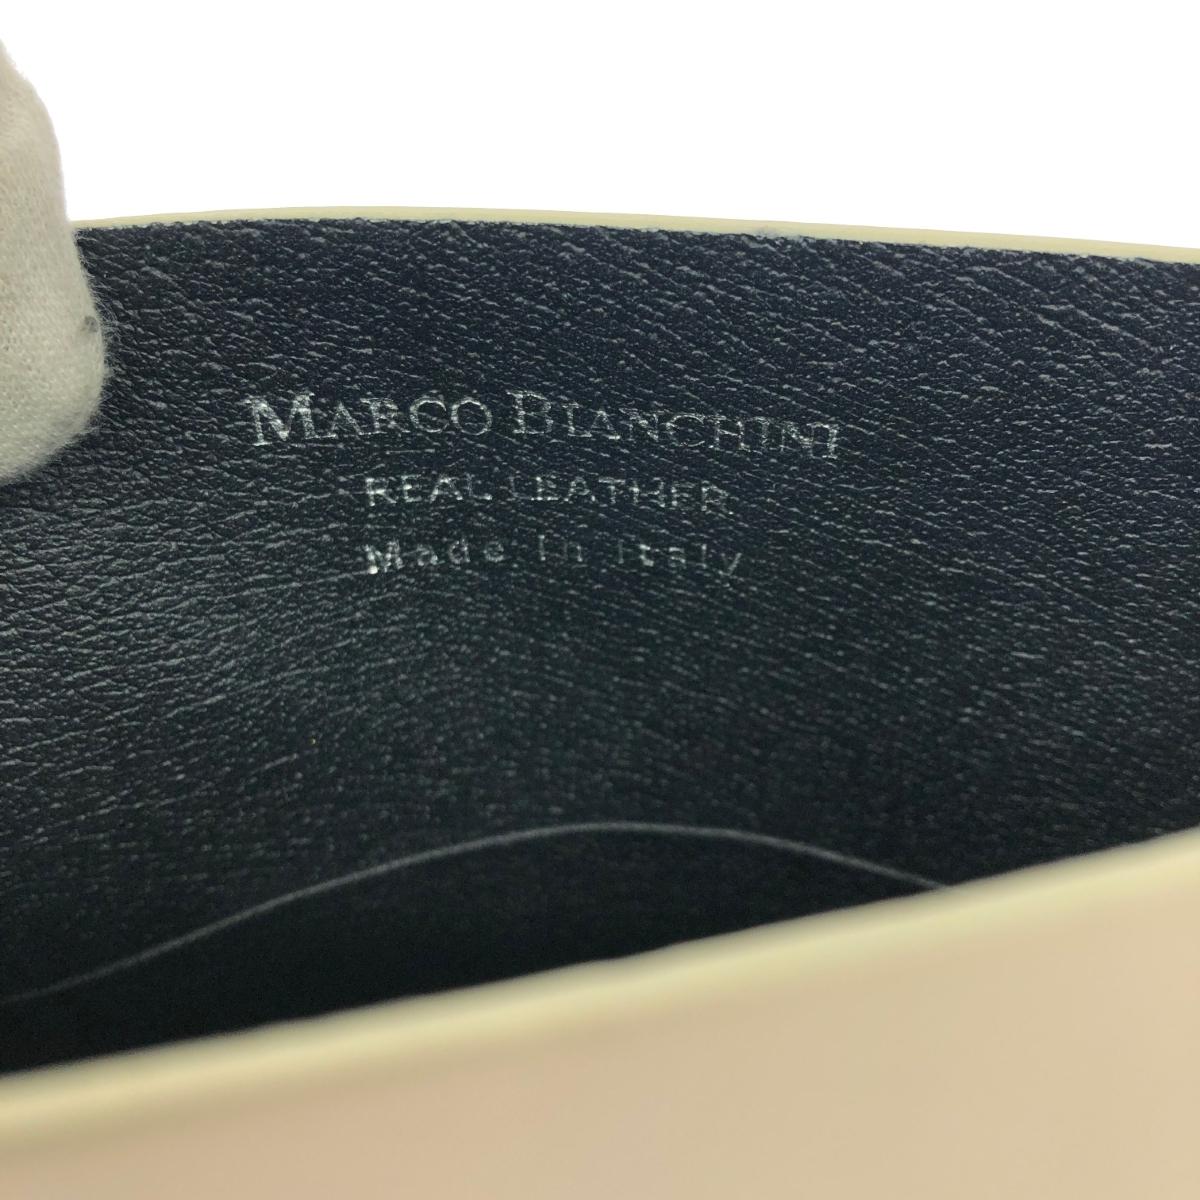 MARCO BIANCHINI
REAL LEATHER
Made in Italy